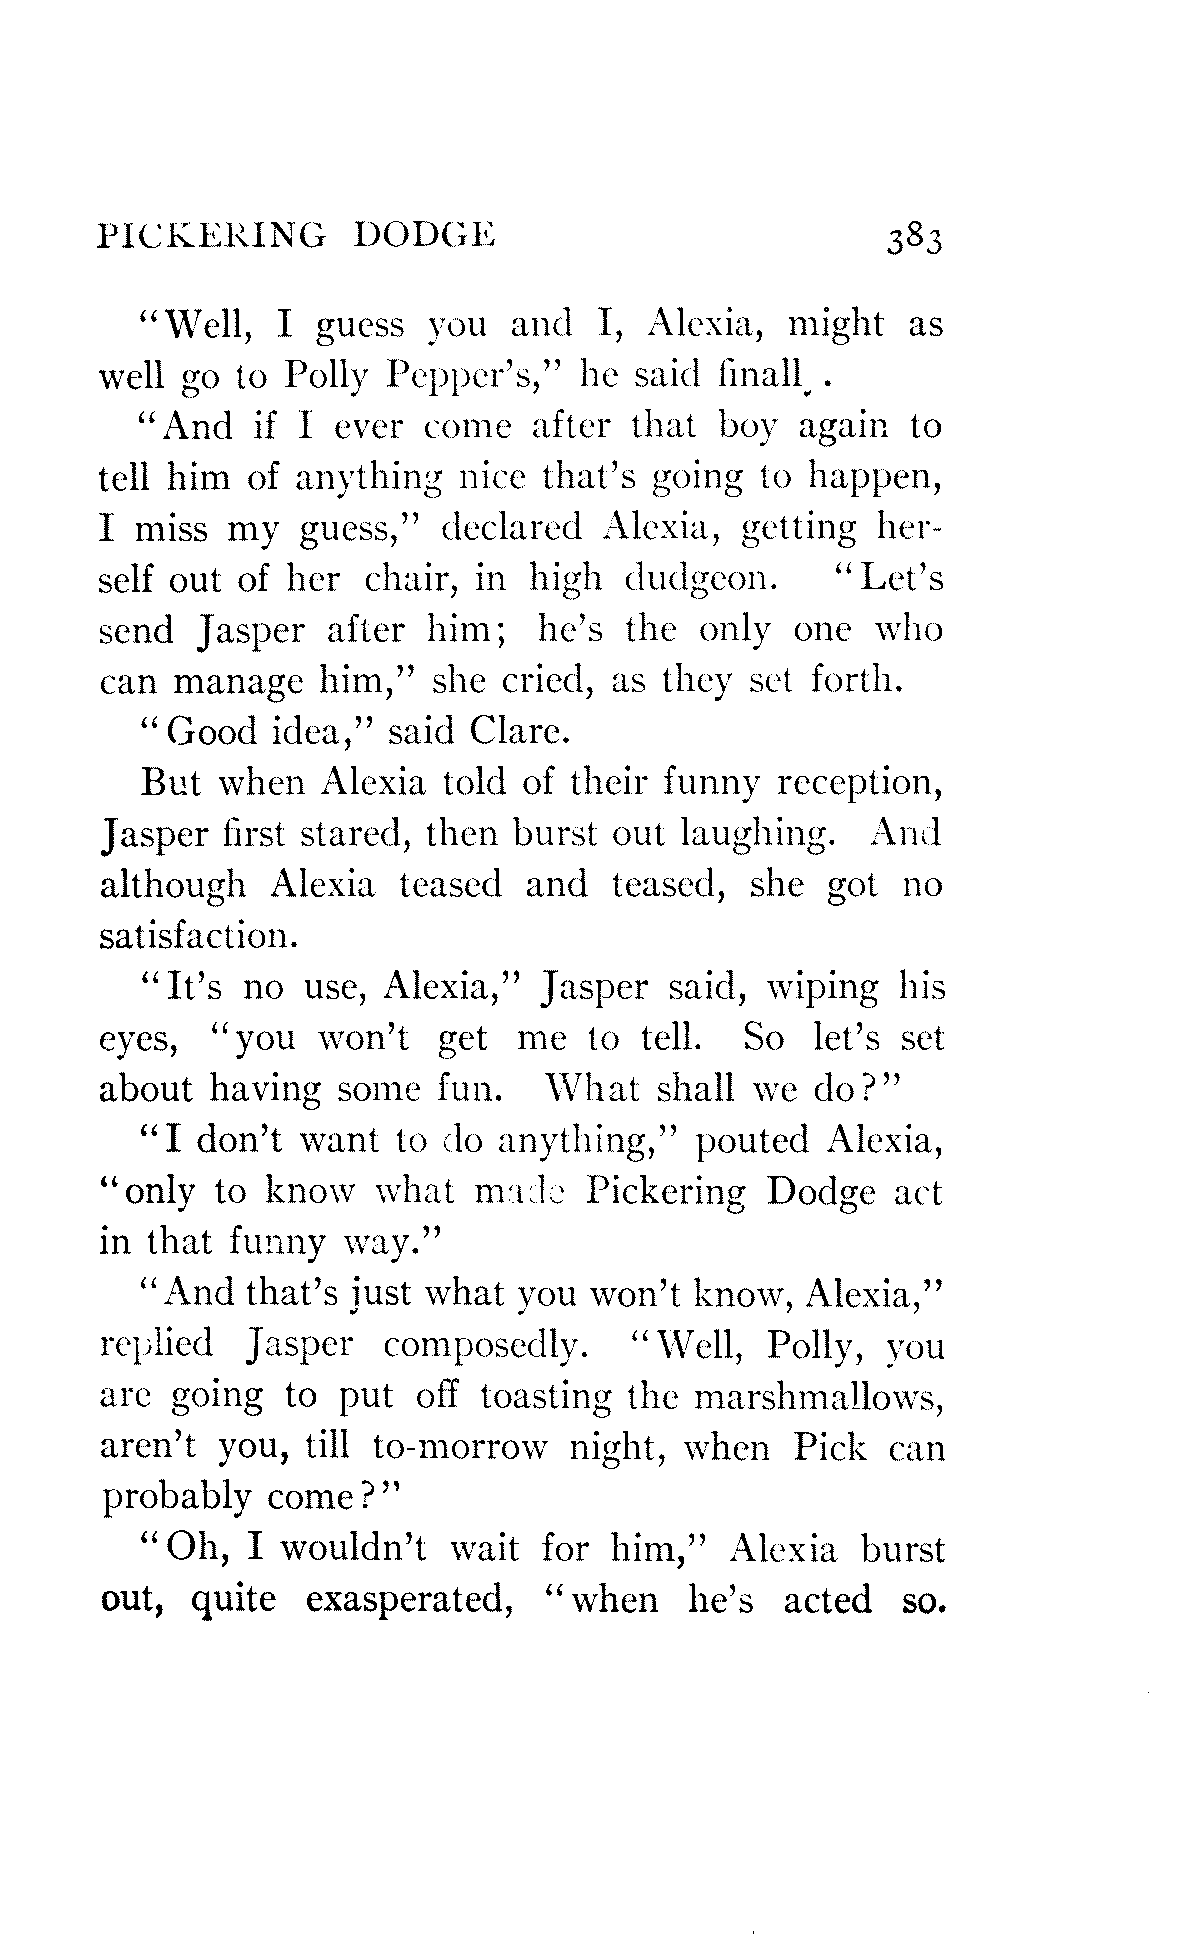 PICKERING DODGE 383
"Well, I guess you and I, Alexia, might as
well go to Polly Pepper's," he said finally.
"And if I ever come after that boy again to
tell him of anything nice that's going to happen,
I miss my guess," declared Alexia, getting her-
self out of her chair, in high dudgeon. "Let's
send Jasper after him; he's the only one who
can manage him," she cried, as they set forth.
"Good idea," said Clare.
But when Alexia told of their funny reception,
Jasper first stared, then burst out laughing. And
although Alexia teased and teased, she got no
satisfaction.
"It's no use, Alexia," Jasper said, wiping his
eyes, "you won't get me to tell. So let's set
about having some fun. What shall we do?"
"I don't want to do anything," pouted Alexia,
"only to know what made Pickering Dodge act
in that funny way."
"And that's just what you won't know, Alexia,"
replied Jasper composedly. "Well, Polly, you
are going to put off toasting the marshmallows,
aren't you, till to-morrow night, when Pick can
probably come?"
"Oh, I wouldn't wait for him," Alexia burst
out, quite exasperated, "when he's acted so.